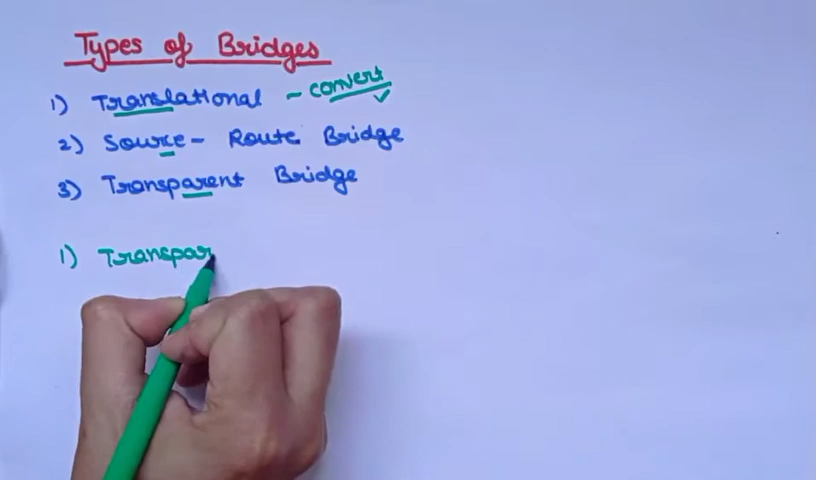 Types of Bridges
1) Translational - convert
2) Source - Route Bridge
3) Transparent Bridge
1) Transpar